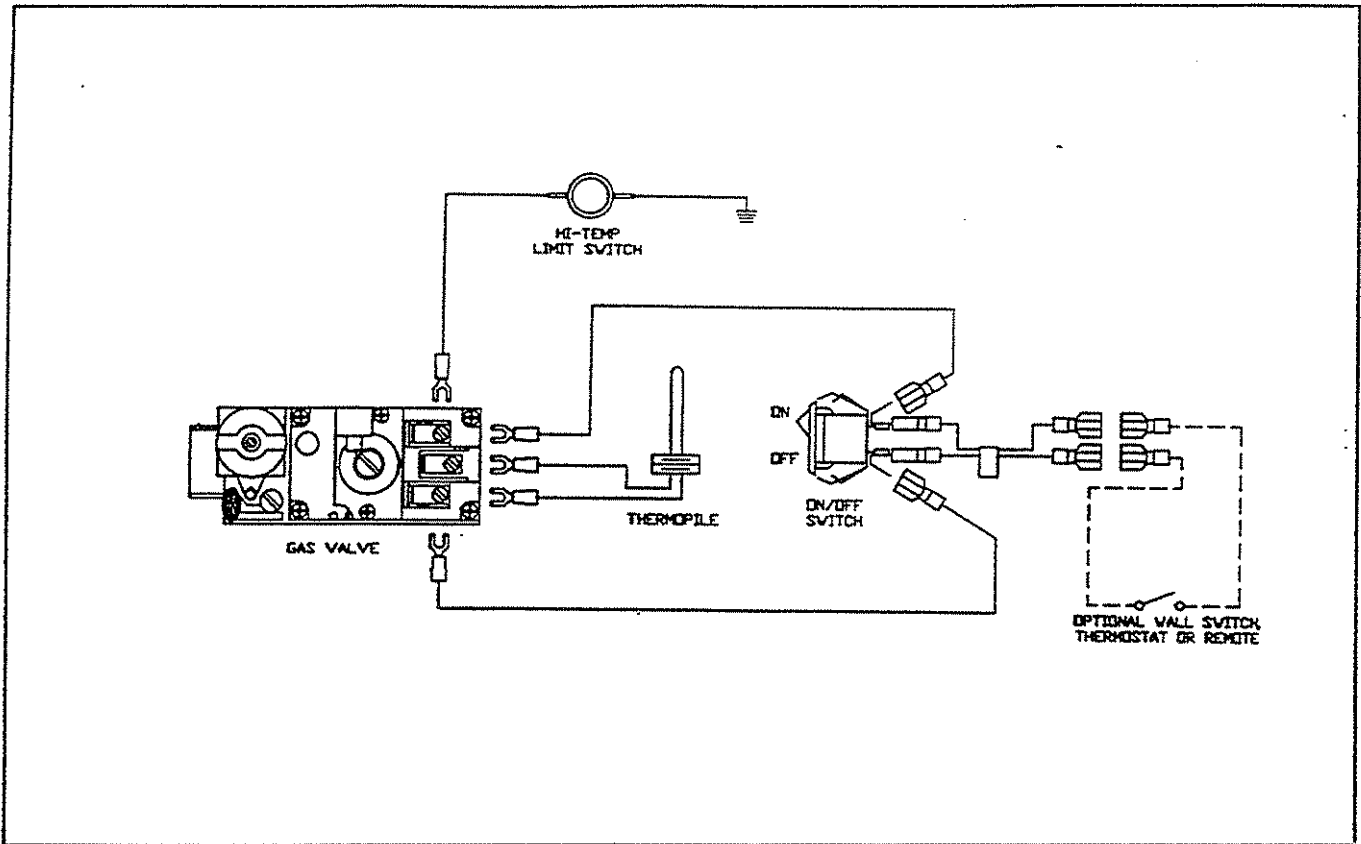 HI-TEMP
LIMIT SWITCH
ON
OFF
THERMOPILE
ON/OFF
SWITCH
GAS VALVE
OPTIONAL WALL SWITCH,
THERMOSTAT OR REMOTE